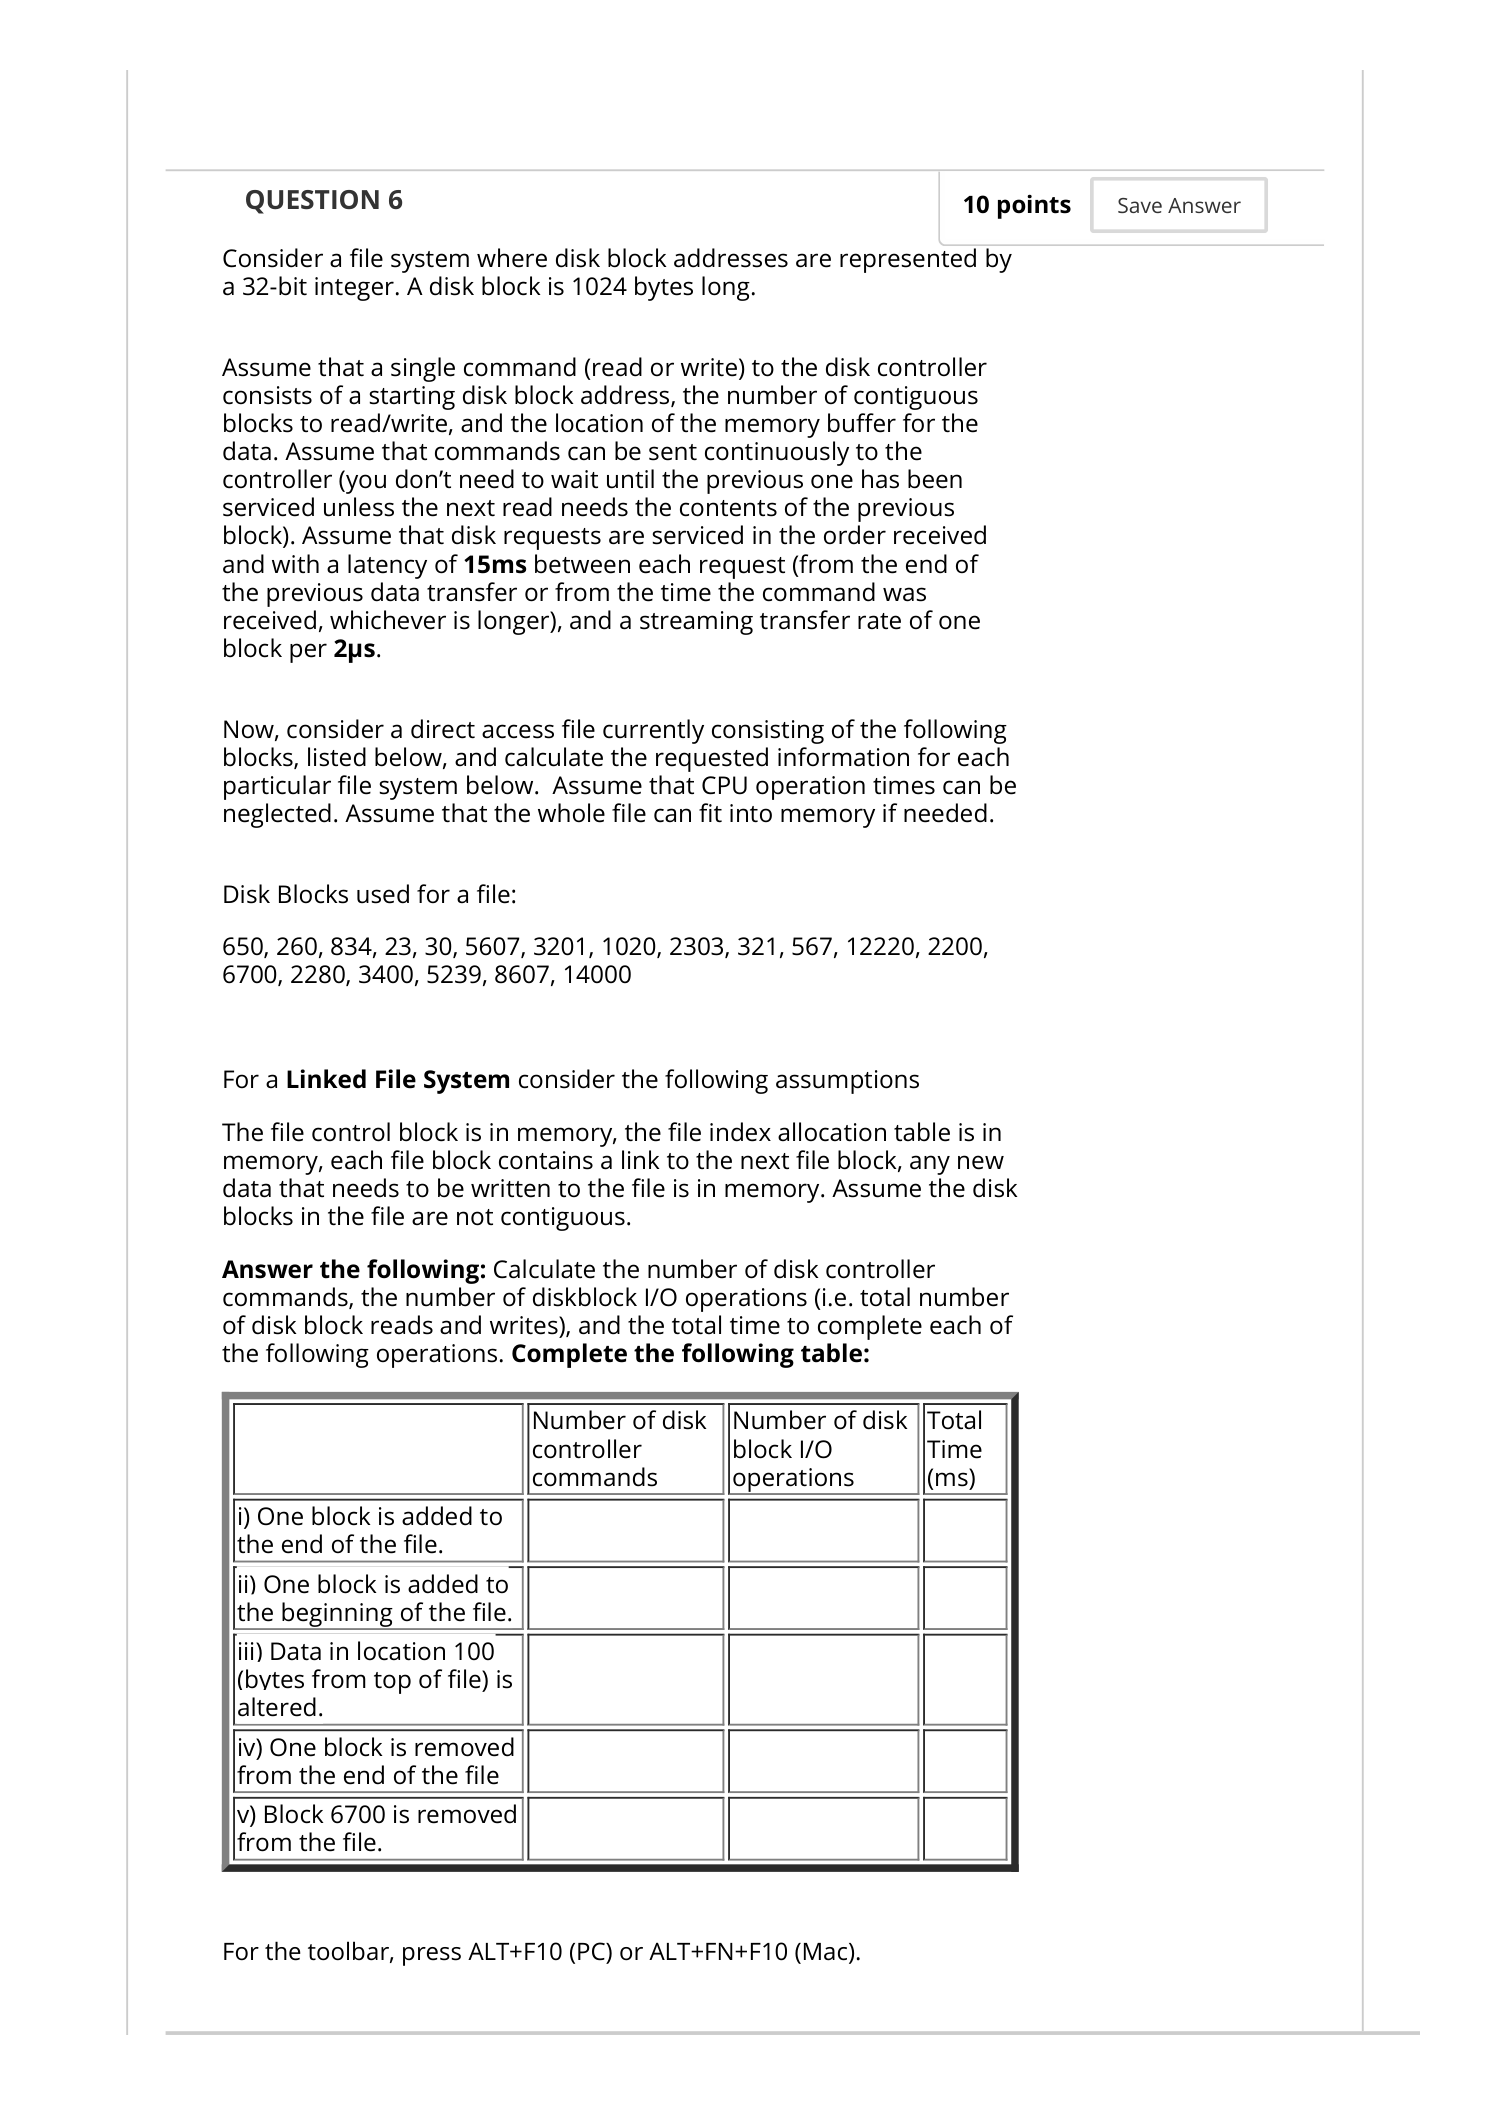 QUESTION 6
10 points
Save Answer
Consider a file system where disk block addresses are represented by
a 32-bit integer. A disk block is 1024 bytes long.
Assume that a single command (read or write) to the disk controller
consists of a starting disk block address, the number of contiguous
blocks to read/write, and the location of the memory buffer for the
data. Assume that commands can be sent continuously to the
controller (you don’t need to wait until the previous one has been
serviced unless the next read needs the contents of the previous
block). Assume that disk requests are serviced in the order received
and with a latency of 15ms between each request (from the end of
the previous data transfer or from the time the command was
received, whichever is longer), and a streaming transfer rate of one
block per 2µs.
Now, consider a direct access file currently consisting of the following
blocks, listed below, and calculate the requested information for each
particular file system below.  Assume that CPU operation times can be
neglected. Assume that the whole file can fit into memory if needed.
Disk Blocks used for a file:
650, 260, 834, 23, 30, 5607, 3201, 1020, 2303, 321, 567, 12220, 2200,
6700, 2280, 3400, 5239, 8607, 14000
For a Linked File System consider the following assumptions
The file control block is in memory, the file index allocation table is in
memory, each file block contains a link to the next file block, any new
data that needs to be written to the file is in memory. Assume the disk
blocks in the file are not contiguous.
Answer the following: Calculate the number of disk controller
commands, the number of diskblock I/O operations (i.e. total number
of disk block reads and writes), and the total time to complete each of
the following operations. Complete the following table:
Number of disk controller commands
Number of disk block I/O operations
Total Time (ms)
i) One block is added to
the end of the file.
ii) One block is added to
the beginning of the file.
iii) Data in location 100
(bytes from top of file) is
altered.
iv) One block is removed
from the end of the file
v) Block 6700 is removed
from the file.
For the toolbar, press ALT+F10 (PC) or ALT+FN+F10 (Mac).